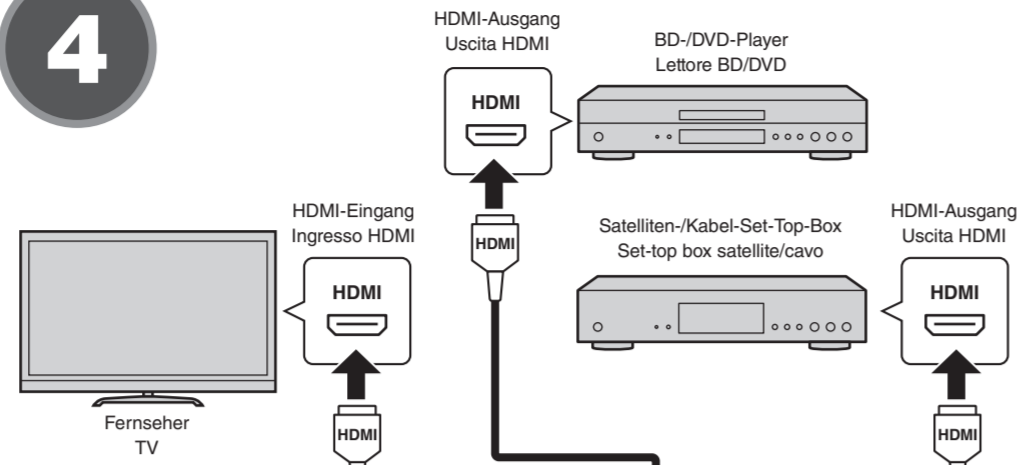 4
HDMI-Ausgang
Uscita HDMI
HDMI
BD-/DVD-Player
Lettore BD/DVD
HDMI
HDMI-Eingang
Ingresso HDMI
HDMI
Fernseher
TV
HDMI
Satelliten-/Kabel-Set-Top-Box
Set-top box satellite/cavo
HDMI-Ausgang
Uscita HDMI
HDMI
HDMI